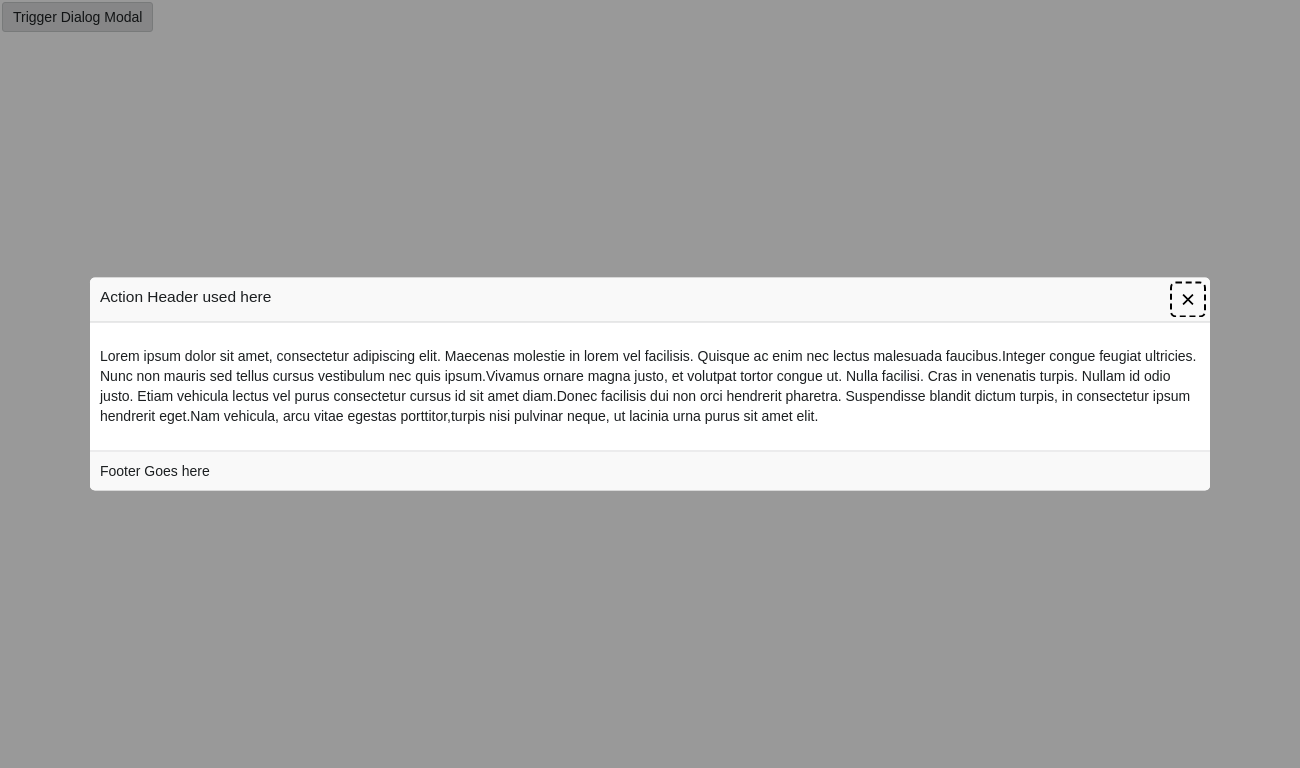 Trigger Dialog Modal
Action Header used here
Lorem ipsum dolor sit amet, consectetur adipiscing elit. Maecenas molestie in lorem vel facilisis. Quisque ac enim nec lectus malesuada faucibus.Integer congue feugiat ultricies.
Nunc non mauris sed tellus cursus vestibulum nec quis ipsum.Vivamus ornare magna justo, et volutpat tortor congue ut. Nulla facilisi. Cras in venenatis turpis. Nullam id odio
justo. Etiam vehicula lectus vel purus consectetur cursus id sit amet diam.Donec facilisis dui non orci hendrerit pharetra. Suspendisse blandit dictum turpis, in consectetur ipsum
hendrerit eget.Nam vehicula, arcu vitae egestas porttitor,turpis nisi pulvinar neque, ut lacinia urna purus sit amet elit.
Footer Goes here